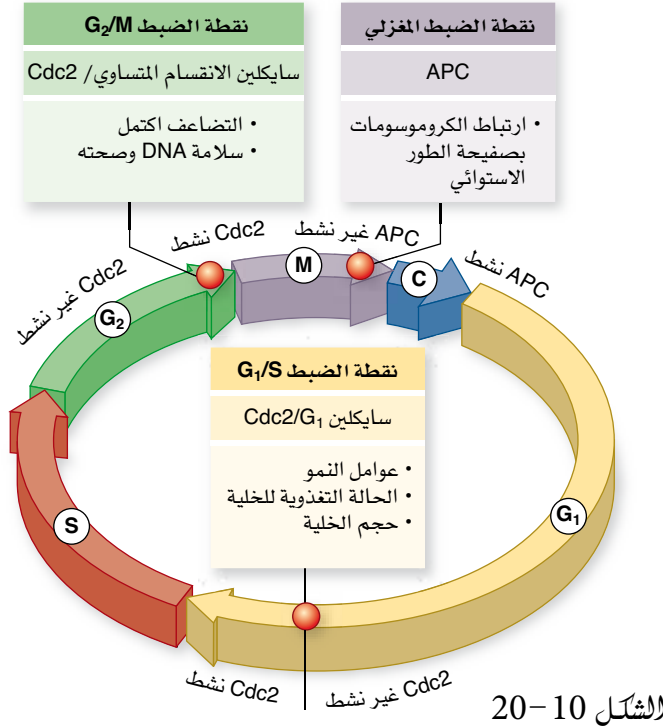 نقطة الضبط G₂/M
سايكلين الانقسام المتساوي/ Cdc2
• التضاعف اكتمل
• سلامة DNA وصحته
نقطة الضبط المغزلي
APC
• ارتباط الكروموسومات
بصفيحة الطور
الاستوائي
Cdc2 غير نشط
Cdc2 نشط
APC غير نشط
APC نشط
G₂
M
C
نقطة الضبط G₁/S
سايكلين Cdc2/G₁
• عوامل النمو
• الحالة التغذوية للخلية
• حجم الخلية
S
G₁
Cdc2 نشط
Cdc2 غير نشط
الشكل 10-20